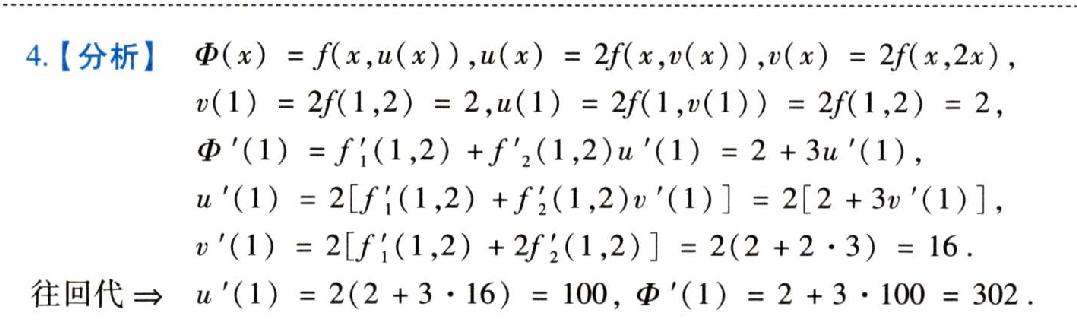 4.【分析】 Φ(x) = f(x,u(x)),u(x) = 2f(x,v(x)),v(x) = 2f(x,2x),
v(1) = 2f(1,2) = 2,u(1) = 2f(1,v(1)) = 2f(1,2) = 2,
Φ′(1) = f′₁(1,2) + f′₂(1,2)u′(1) = 2 + 3u′(1),
u′(1) = 2[f′₁(1,2) + f′₂(1,2)v′(1)] = 2[2 + 3v′(1)],
v′(1) = 2[f′₁(1,2) + 2f′₂(1,2)] = 2(2 + 2·3) = 16.
往回代⇒ u′(1) = 2(2 + 3·16) = 100, Φ′(1) = 2 + 3·100 = 302.